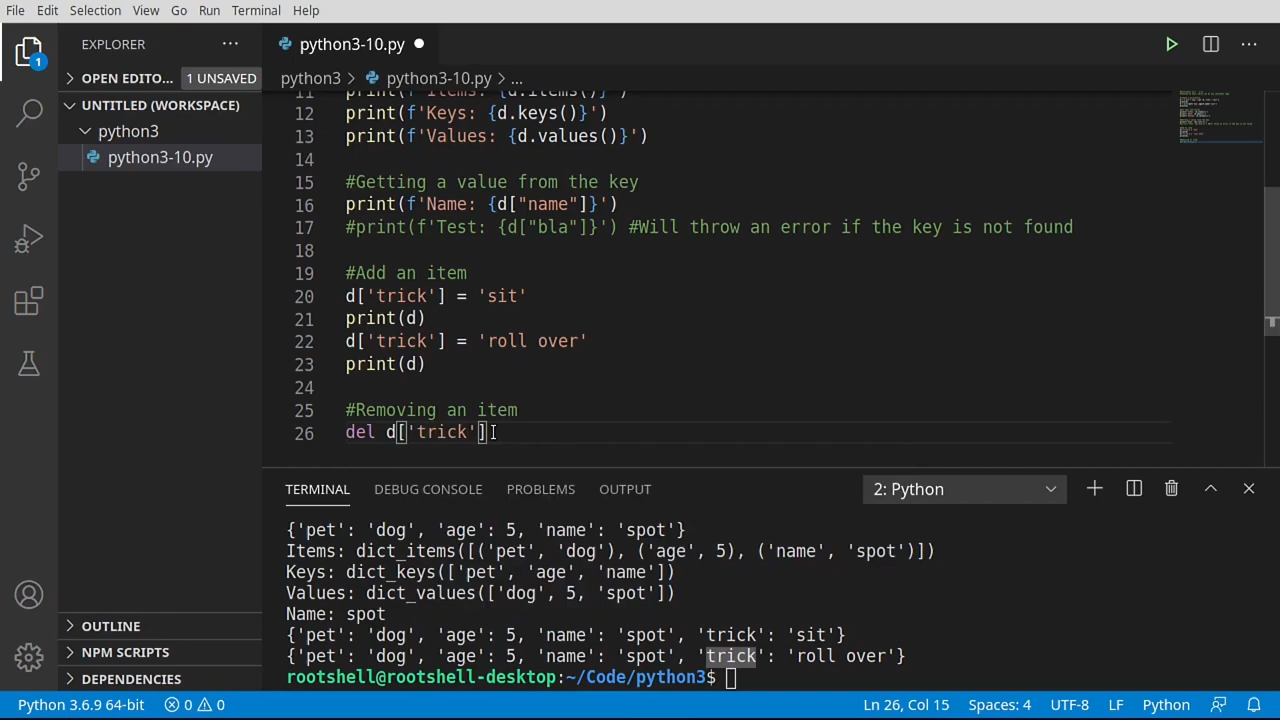 File Edit Selection View Go Run Terminal Help
EXPLORER ...
python3-10.py
OPEN EDITO... 1 UNSAVED
python3 > python3-10.py > ...
UNTITLED (WORKSPACE)
python3
python3-10.py
11 print(f'Items: {d.items()}')
12 print(f'Keys: {d.keys()}')
13 print(f'Values: {d.values()}')
14
15 #Getting a value from the key
16 print(f'Name: {d["name"]}')
17 #print(f'Test: {d["bla"]}') #Will throw an error if the key is not found
18
19 #Add an item
20 d['trick'] = 'sit'
21 print(d)
22 d['trick'] = 'roll over'
23 print(d)
24
25 #Removing an item
26 del d['trick']
TERMINAL DEBUG CONSOLE PROBLEMS OUTPUT 2: Python
{'pet': 'dog', 'age': 5, 'name': 'spot'}
Items: dict_items([('pet', 'dog'), ('age', 5), ('name', 'spot')])
Keys: dict_keys(['pet', 'age', 'name'])
Values: dict_values(['dog', 5, 'spot'])
Name: spot
{'pet': 'dog', 'age': 5, 'name': 'spot', 'trick': 'sit'}
{'pet': 'dog', 'age': 5, 'name': 'spot', 'trick': 'roll over'}
rootshell@rootshell-desktop:~/Code/python3$
OUTLINE
NPM SCRIPTS
DEPENDENCIES
1
Python 3.6.9 64-bit 0 0 Ln 26, Col 15 Spaces: 4 UTF-8 LF Python